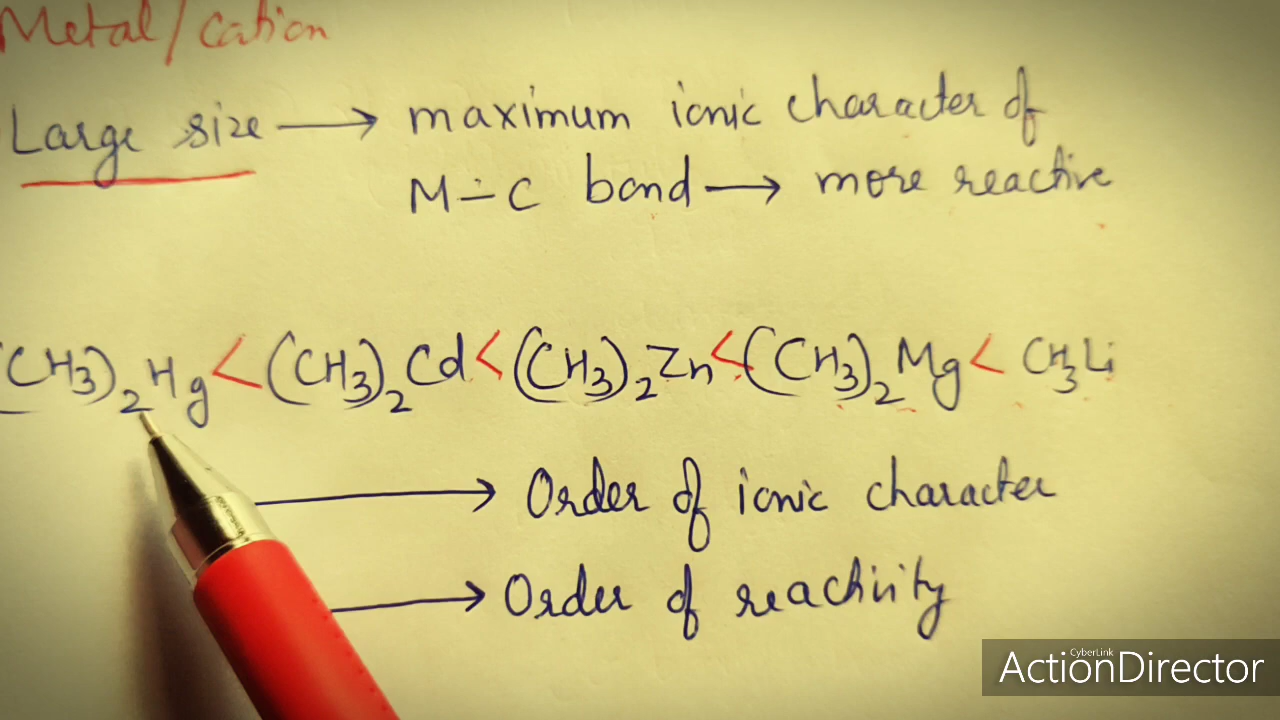 Metal/cation
Large size → maximum ionic character of
M-C bond → more reactive
(CH3)2Hg < (CH3)2Cd < (CH3)2Zn < (CH3)2Mg < CH3Li
→ Order of ionic character
→ Order of reactivity
CyberLink
ActionDirector